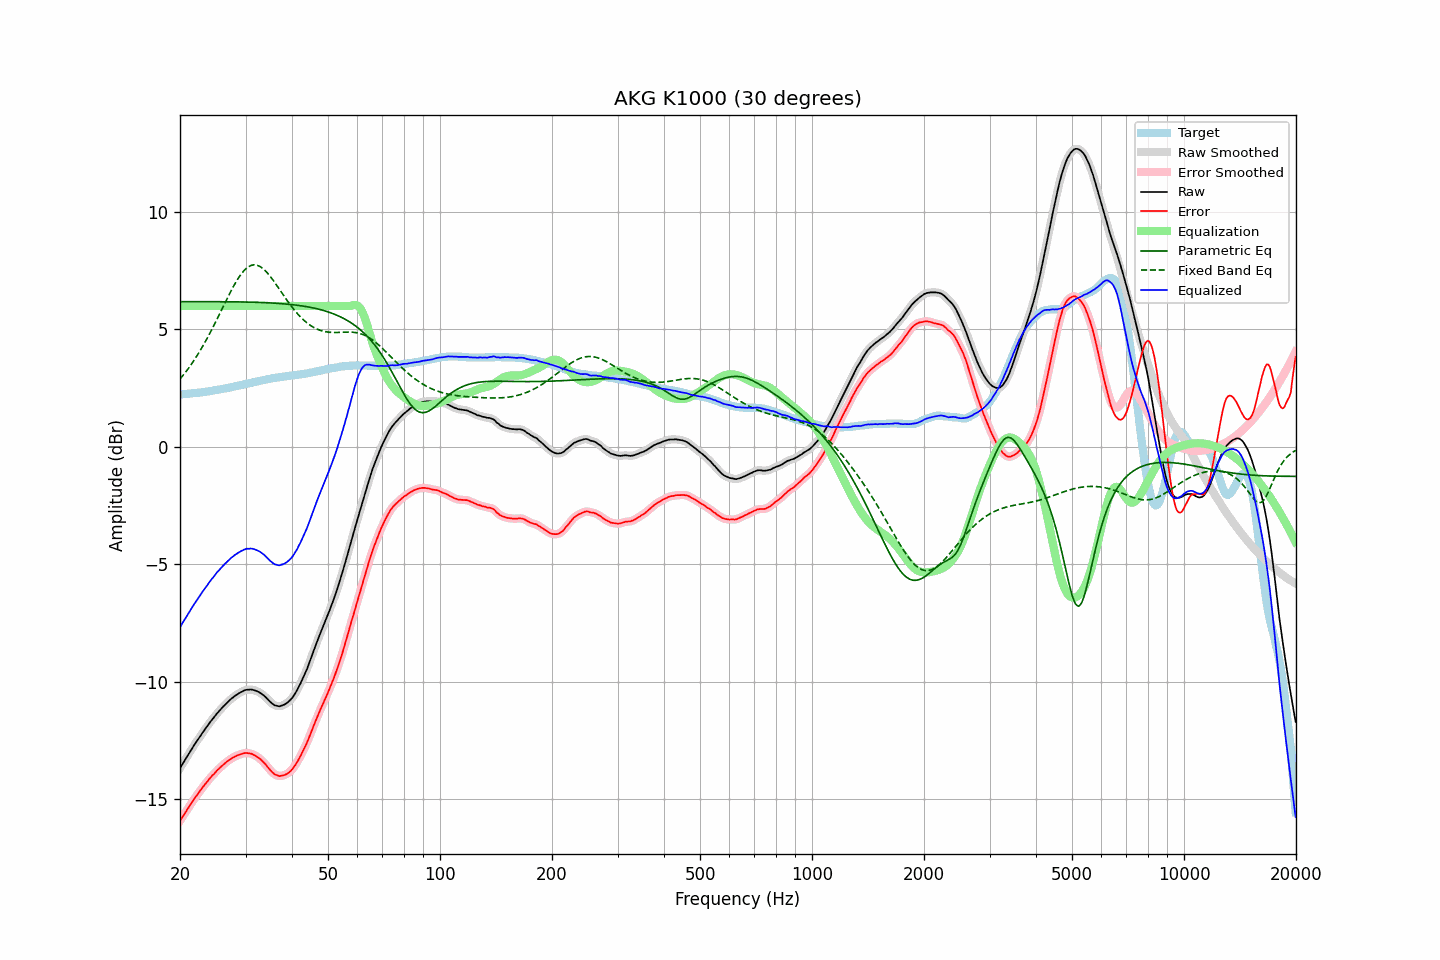 AKG K1000 (30 degrees)
Amplitude (dBr)
10
5
0
−5
−10
−15
Target
Raw Smoothed
Error Smoothed
Raw
Error
Equalization
Parametric Eq
Fixed Band Eq
Equalized
20 50 100 200 500 1000 2000 5000 10000 20000
Frequency (Hz)